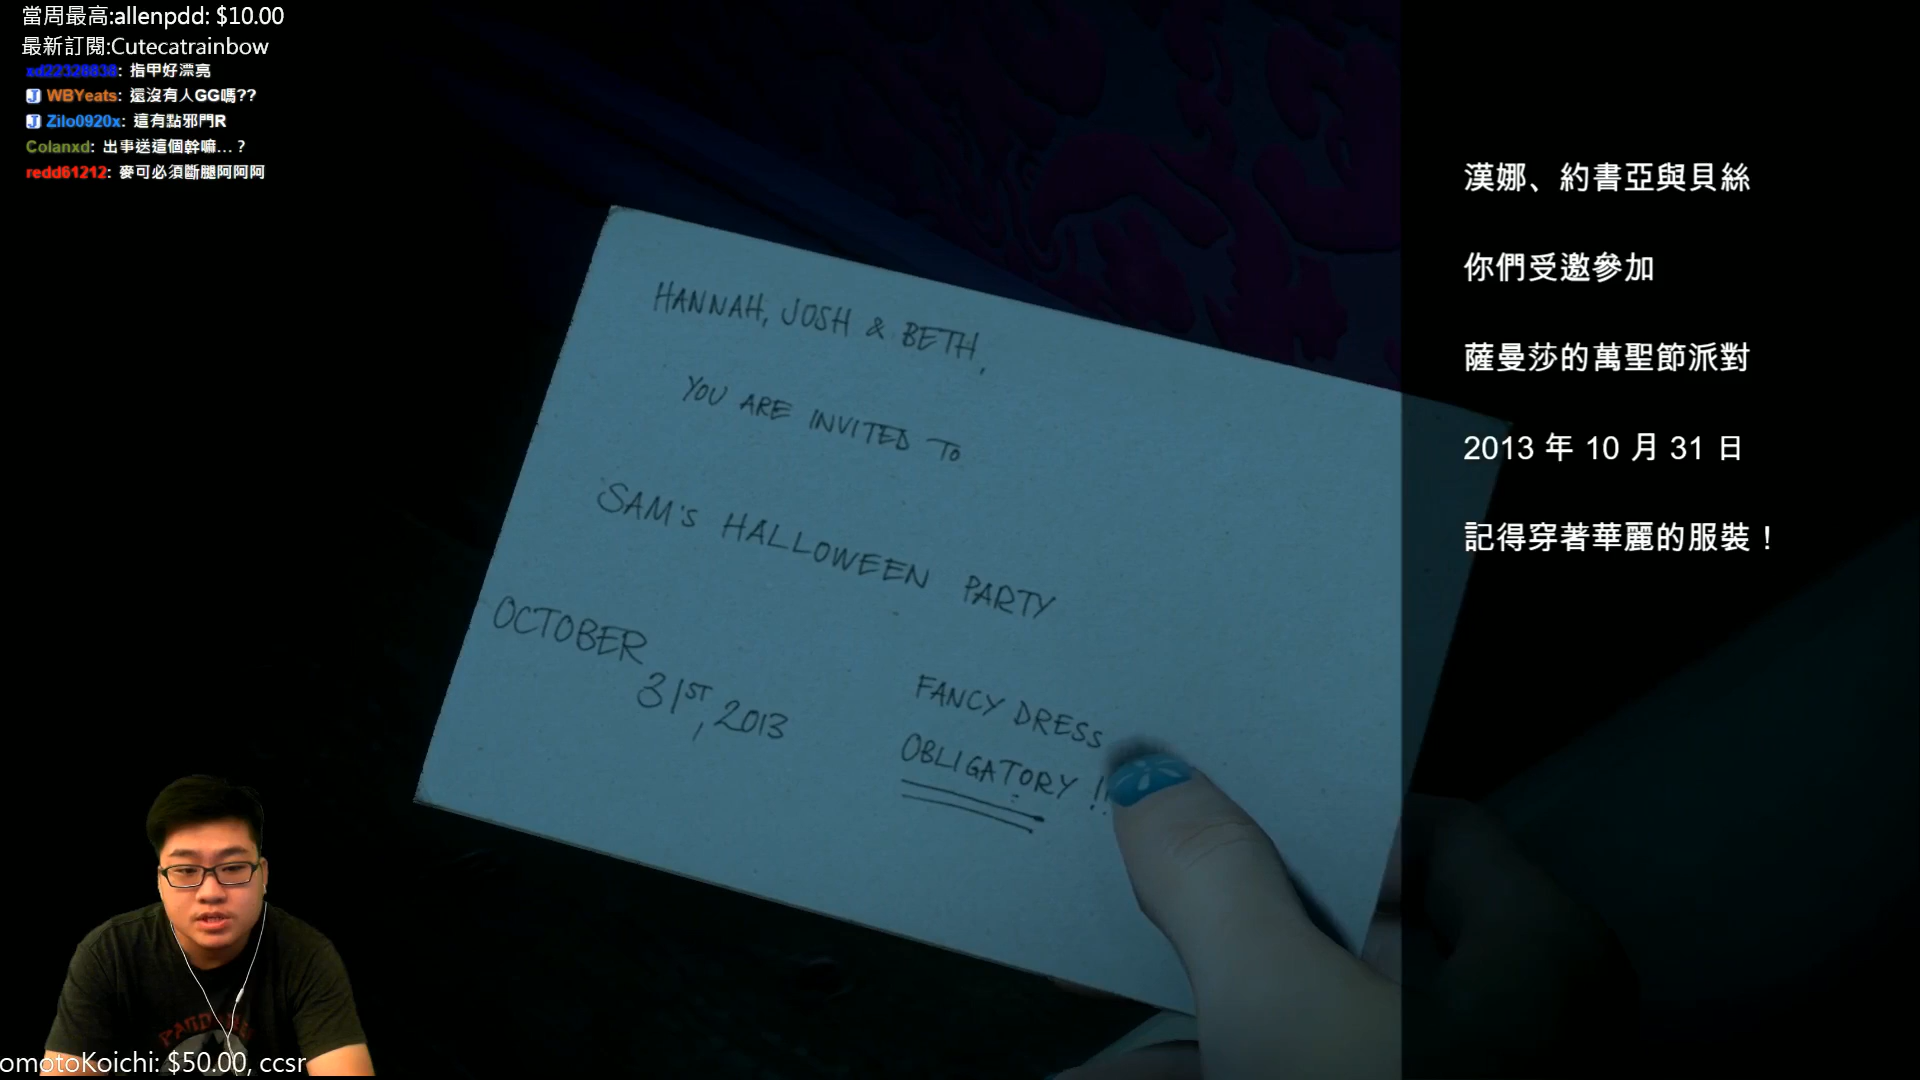 當周最高:allenpdd: $10.00
最新訂閱:Cutecatrainbow
xd22328838: 指甲好漂亮
WBYeats: 還沒有人GG嗎??
Zilo0920x: 這有點邪門R
Colanxd: 出事送這個幹嘛…？
redd61212: 麥可必須斷腿阿阿阿
HANNAH, JOSH & BETH,
YOU ARE INVITED TO
SAM'S HALLOWEEN PARTY
OCTOBER
31ST, 2013
FANCY DRESS
OBLIGATORY !!
漢娜、約書亞與貝絲
你們受邀參加
薩曼莎的萬聖節派對
2013 年 10 月 31 日
記得穿著華麗的服裝！
omotoKoichi: $50.00, ccsr